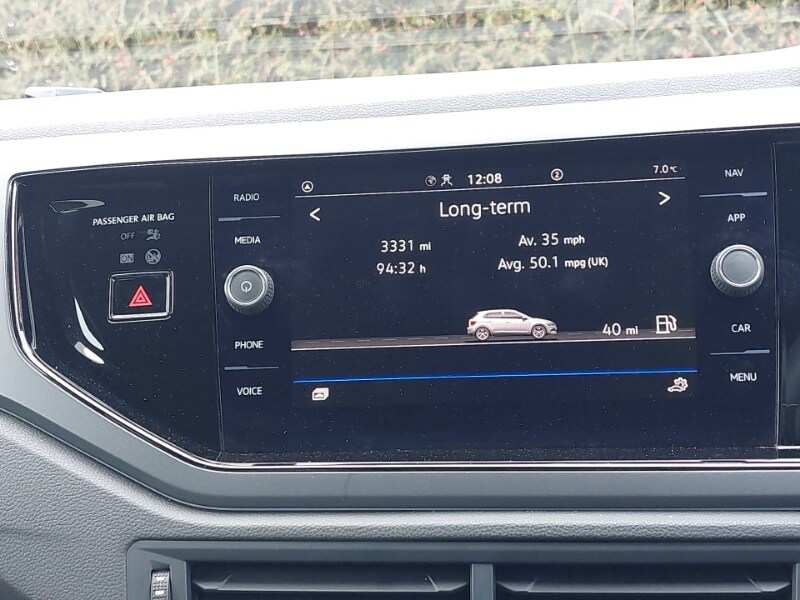 PASSENGER AIR BAG
OFF
ON
RADIO
MEDIA
PHONE
VOICE
12:08
2
7.0°C
Long-term
3331 mi
94:32 h
Av. 35 mph
Avg. 50.1 mpg (UK)
40 mi
NAV
APP
CAR
MENU